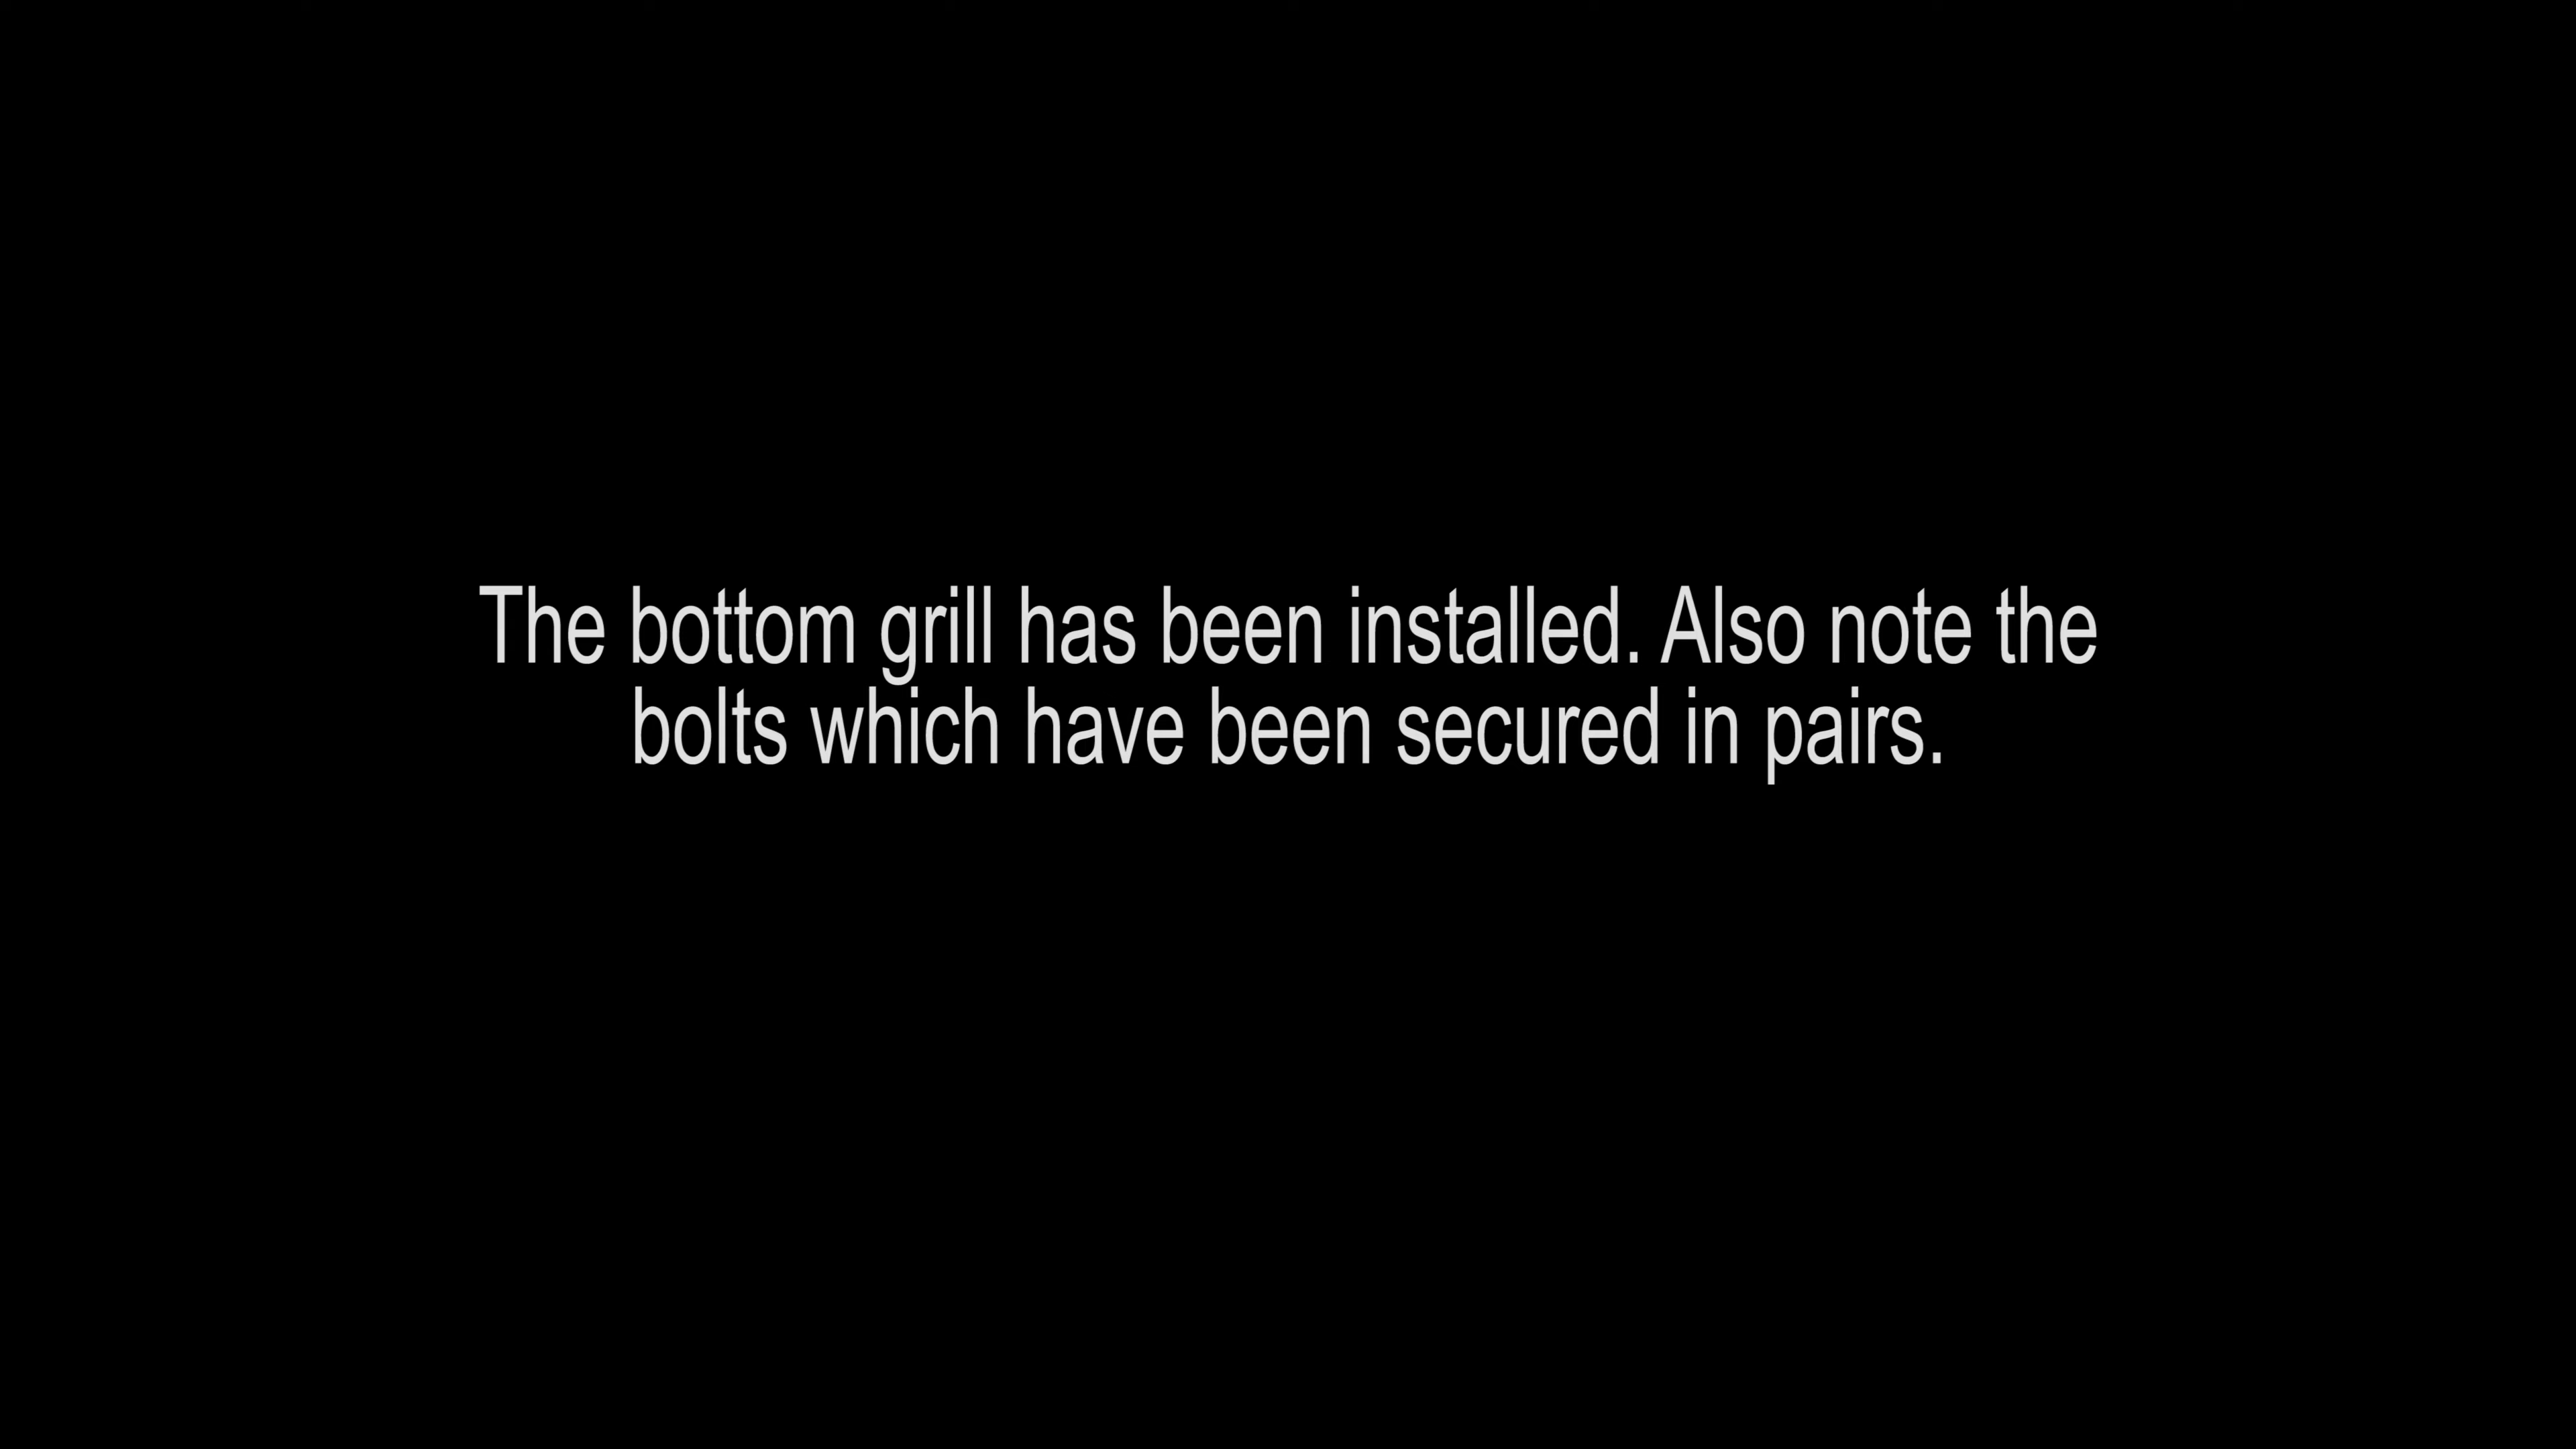 The bottom grill has been installed. Also note the
bolts which have been secured in pairs.